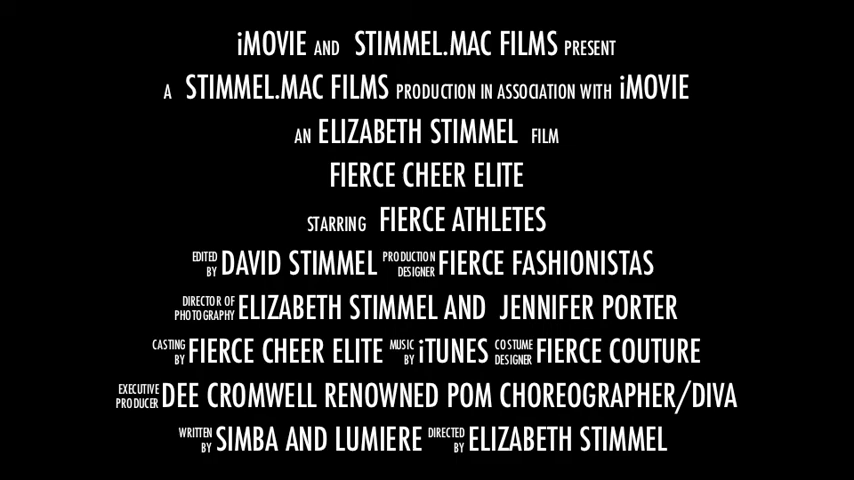 iMOVIE AND STIMMEL.MAC FILMS PRESENT
A STIMMEL.MAC FILMS PRODUCTION IN ASSOCIATION WITH iMOVIE
AN ELIZABETH STIMMEL FILM
FIERCE CHEER ELITE
STARRING FIERCE ATHLETES
EDITED BY DAVID STIMMEL PRODUCTION DESIGNER FIERCE FASHIONISTAS
DIRECTOR OF PHOTOGRAPHY ELIZABETH STIMMEL AND JENNIFER PORTER
CASTING BY FIERCE CHEER ELITE MUSIC BY iTUNES COSTUME DESIGNER FIERCE COUTURE
EXECUTIVE PRODUCER DEE CROMWELL RENOWNED POM CHOREOGRAPHER/DIVA
WRITTEN BY SIMBA AND LUMIERE DIRECTED BY ELIZABETH STIMMEL